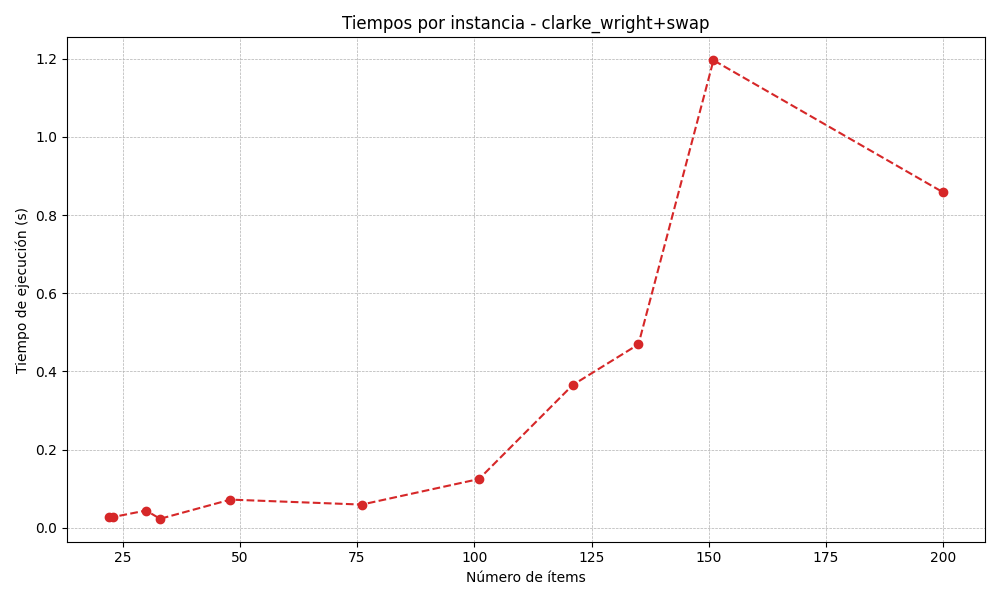 Tiempos por instancia - clarke_wright+swap
1.2
1.0
0.8
0.6
0.4
0.2
0.0
Tiempo de ejecución (s)
25 50 75 100 125 150 175 200
Número de ítems